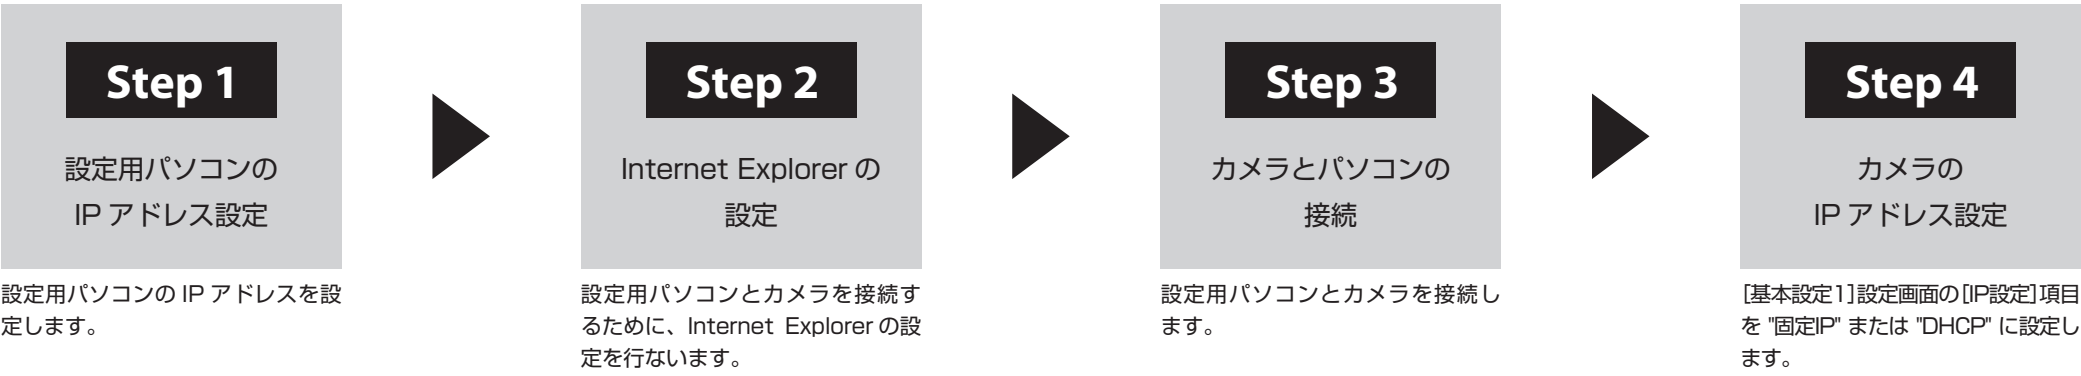 Step 1
設定用パソコンの
IP アドレス設定
設定用パソコンの IP アドレスを設
定します。
Step 2
Internet Explorer の
設定
設定用パソコンとカメラを接続す
るために、Internet Explorer の設
定を行ないます。
Step 3
カメラとパソコンの
接続
設定用パソコンとカメラを接続し
ます。
Step 4
カメラの
IP アドレス設定
[基本設定1]設定画面の[IP設定]項目
を "固定IP" または "DHCP" に設定し
ます。